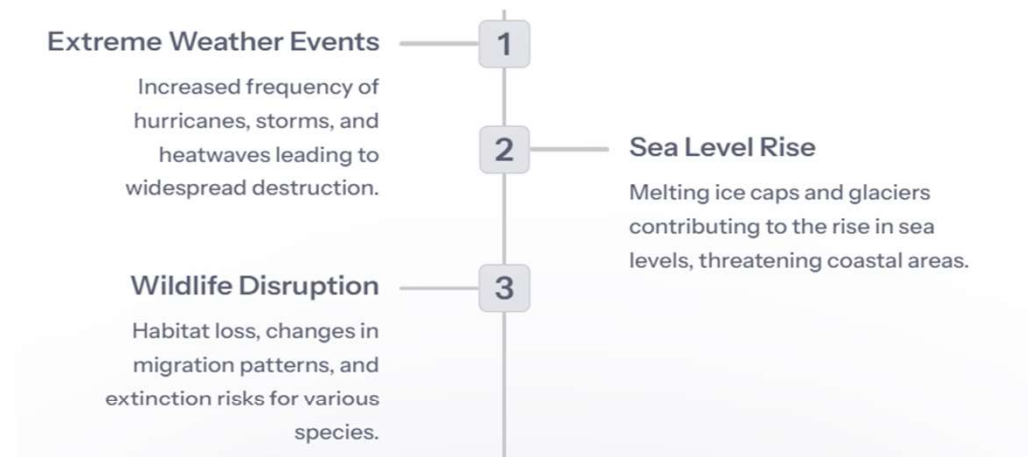 Extreme Weather Events
1
Increased frequency of
hurricanes, storms, and
heatwaves leading to
widespread destruction.
2
Sea Level Rise
Melting ice caps and glaciers
contributing to the rise in sea
levels, threatening coastal areas.
Wildlife Disruption
3
Habitat loss, changes in
migration patterns, and
extinction risks for various
species.